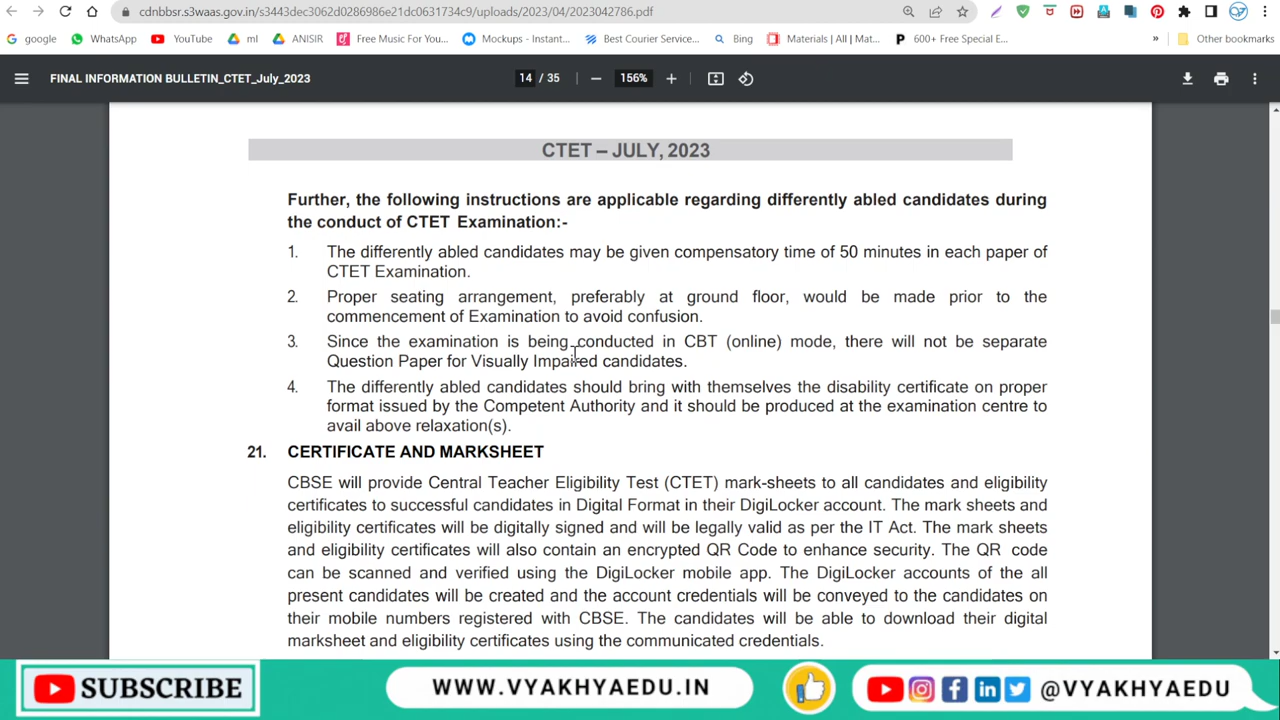 cdnbbsr.s3waas.gov.in/s3443dec3062d0286986e21dc0631734c9/uploads/2023/04/2023042786.pdf
google WhatsApp YouTube ml ANISIR Free Music For You... Mockups - Instant... Best Courier Service... Bing Materials | All | Mat... 600+ Free Special E... » Other bookmarks
FINAL INFORMATION BULLETIN_CTET_July_2023 14 / 35 156%
CTET – JULY, 2023
Further, the following instructions are applicable regarding differently abled candidates during
the conduct of CTET Examination:-
1. The differently abled candidates may be given compensatory time of 50 minutes in each paper of
CTET Examination.
2. Proper seating arrangement, preferably at ground floor, would be made prior to the
commencement of Examination to avoid confusion.
3. Since the examination is being conducted in CBT (online) mode, there will not be separate
Question Paper for Visually Impaired candidates.
4. The differently abled candidates should bring with themselves the disability certificate on proper
format issued by the Competent Authority and it should be produced at the examination centre to
avail above relaxation(s).
21. CERTIFICATE AND MARKSHEET
CBSE will provide Central Teacher Eligibility Test (CTET) mark-sheets to all candidates and eligibility
certificates to successful candidates in Digital Format in their DigiLocker account. The mark sheets and
eligibility certificates will be digitally signed and will be legally valid as per the IT Act. The mark sheets
and eligibility certificates will also contain an encrypted QR Code to enhance security. The QR code
can be scanned and verified using the DigiLocker mobile app. The DigiLocker accounts of the all
present candidates will be created and the account credentials will be conveyed to the candidates on
their mobile numbers registered with CBSE. The candidates will be able to download their digital
marksheet and eligibility certificates using the communicated credentials.
SUBSCRIBE WWW.VYAKHYAEDU.IN @VYAKHYAEDU